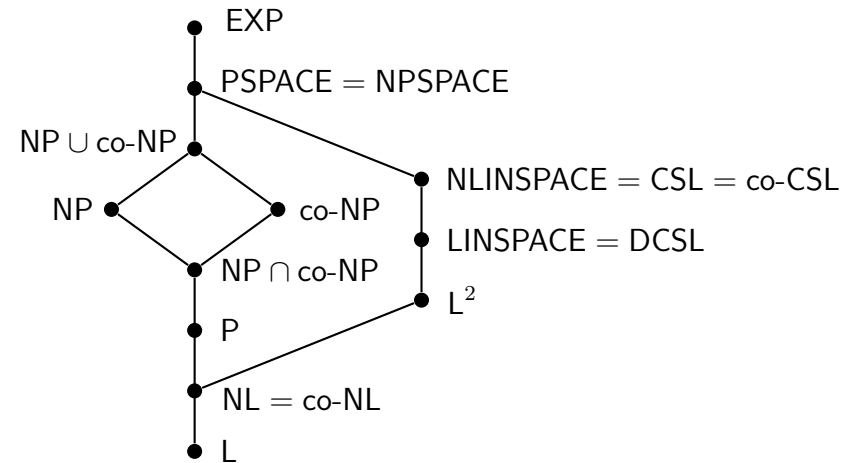 EXP
PSPACE = NPSPACE
NP ∪ co-NP
NLINSPACE = CSL = co-CSL
NP
co-NP
LINSPACE = DCSL
NP ∩ co-NP
L²
P
NL = co-NL
L